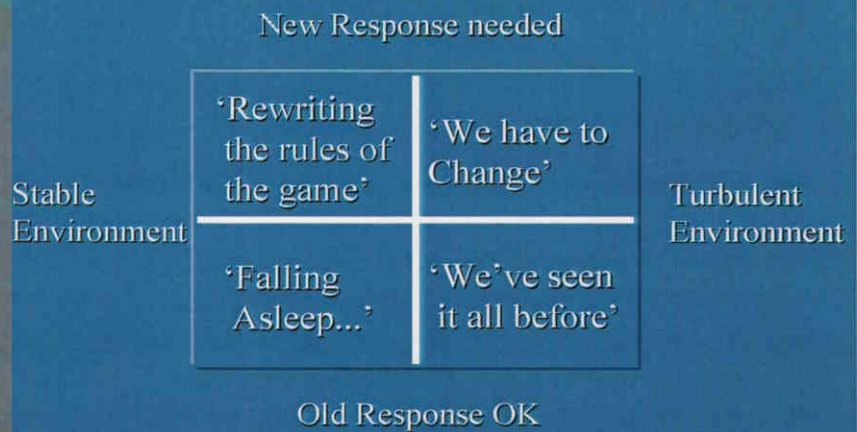 New Response needed
‘Rewriting
the rules of
the game’
‘We have to
Change’
Stable
Environment
Turbulent
Environment
‘Falling
Asleep...’
‘We’ve seen
it all before’
Old Response OK